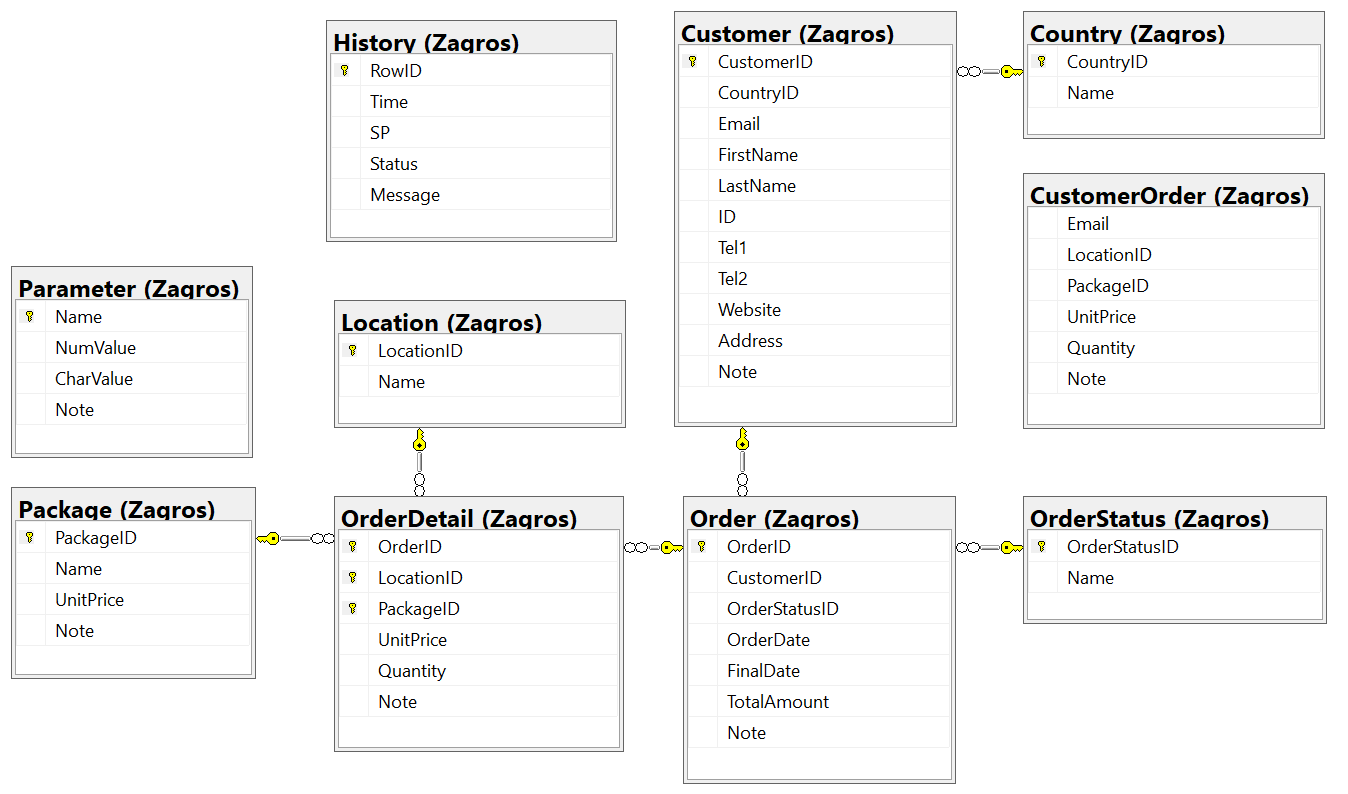 History (Zagros)
RowID
Time
SP
Status
Message
Customer (Zagros)
CustomerID
CountryID
Email
FirstName
LastName
ID
Tel1
Tel2
Website
Address
Note
Country (Zagros)
CountryID
Name
CustomerOrder (Zagros)
Email
LocationID
PackageID
UnitPrice
Quantity
Note
Parameter (Zagros)
Name
NumValue
CharValue
Note
Location (Zagros)
LocationID
Name
Package (Zagros)
PackageID
Name
UnitPrice
Note
OrderDetail (Zagros)
OrderID
LocationID
PackageID
UnitPrice
Quantity
Note
Order (Zagros)
OrderID
CustomerID
OrderStatusID
OrderDate
FinalDate
TotalAmount
Note
OrderStatus (Zagros)
OrderStatusID
Name